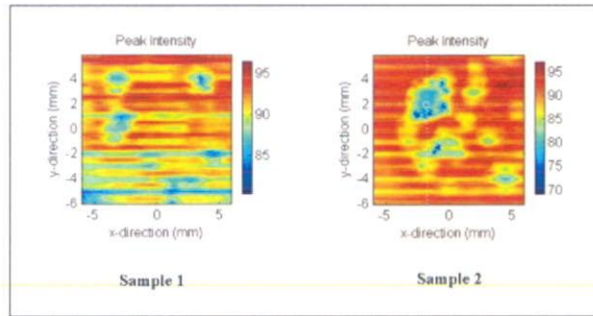 Peak Intensity
4
2
0
-2
-4
-6
y-direction (mm)
-5 0 5
x-direction (mm)
95
90
85
Sample 1
Peak Intensity
4
2
0
-2
-4
-6
y-direction (mm)
-5 0 5
x-direction (mm)
95
90
85
80
75
70
Sample 2